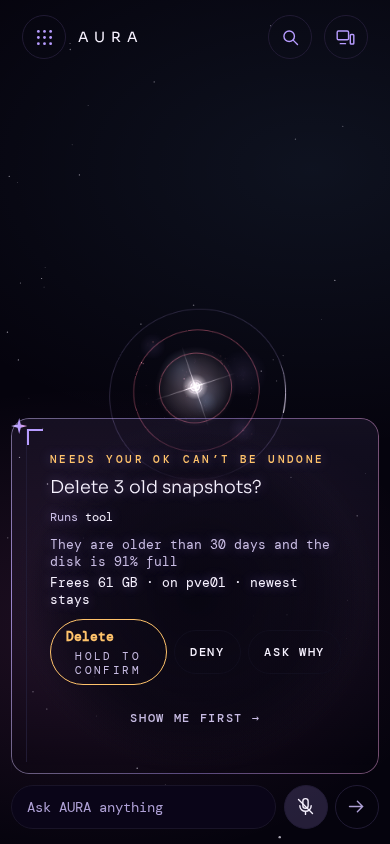 AURA
NEEDS YOUR OK CAN'T BE UNDONE
Delete 3 old snapshots?
Runs tool
They are older than 30 days and the
disk is 91% full
Frees 61 GB · on pve01 · newest
stays
Delete
HOLD TO
CONFIRM
DENY
ASK WHY
SHOW ME FIRST →
Ask AURA anything